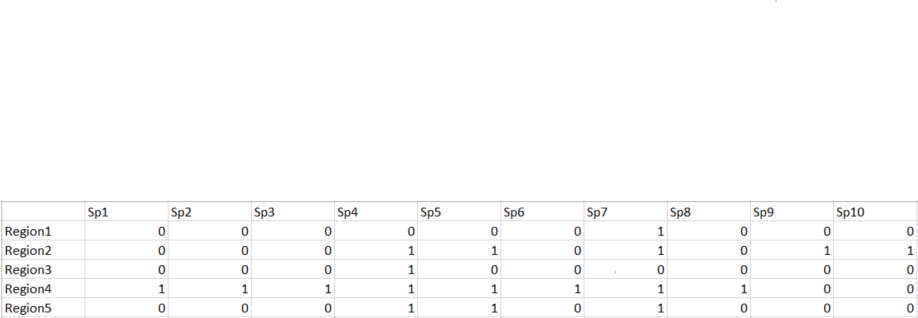 Sp1 Sp2 Sp3 Sp4 Sp5 Sp6 Sp7 Sp8 Sp9 Sp10
Region1 0 0 0 0 0 0 1 0 0 0
Region2 0 0 0 1 1 0 1 0 1 1
Region3 0 0 0 1 0 0 0 0 0 0
Region4 1 1 1 1 1 1 1 1 0 0
Region5 0 0 0 1 1 0 1 0 0 0